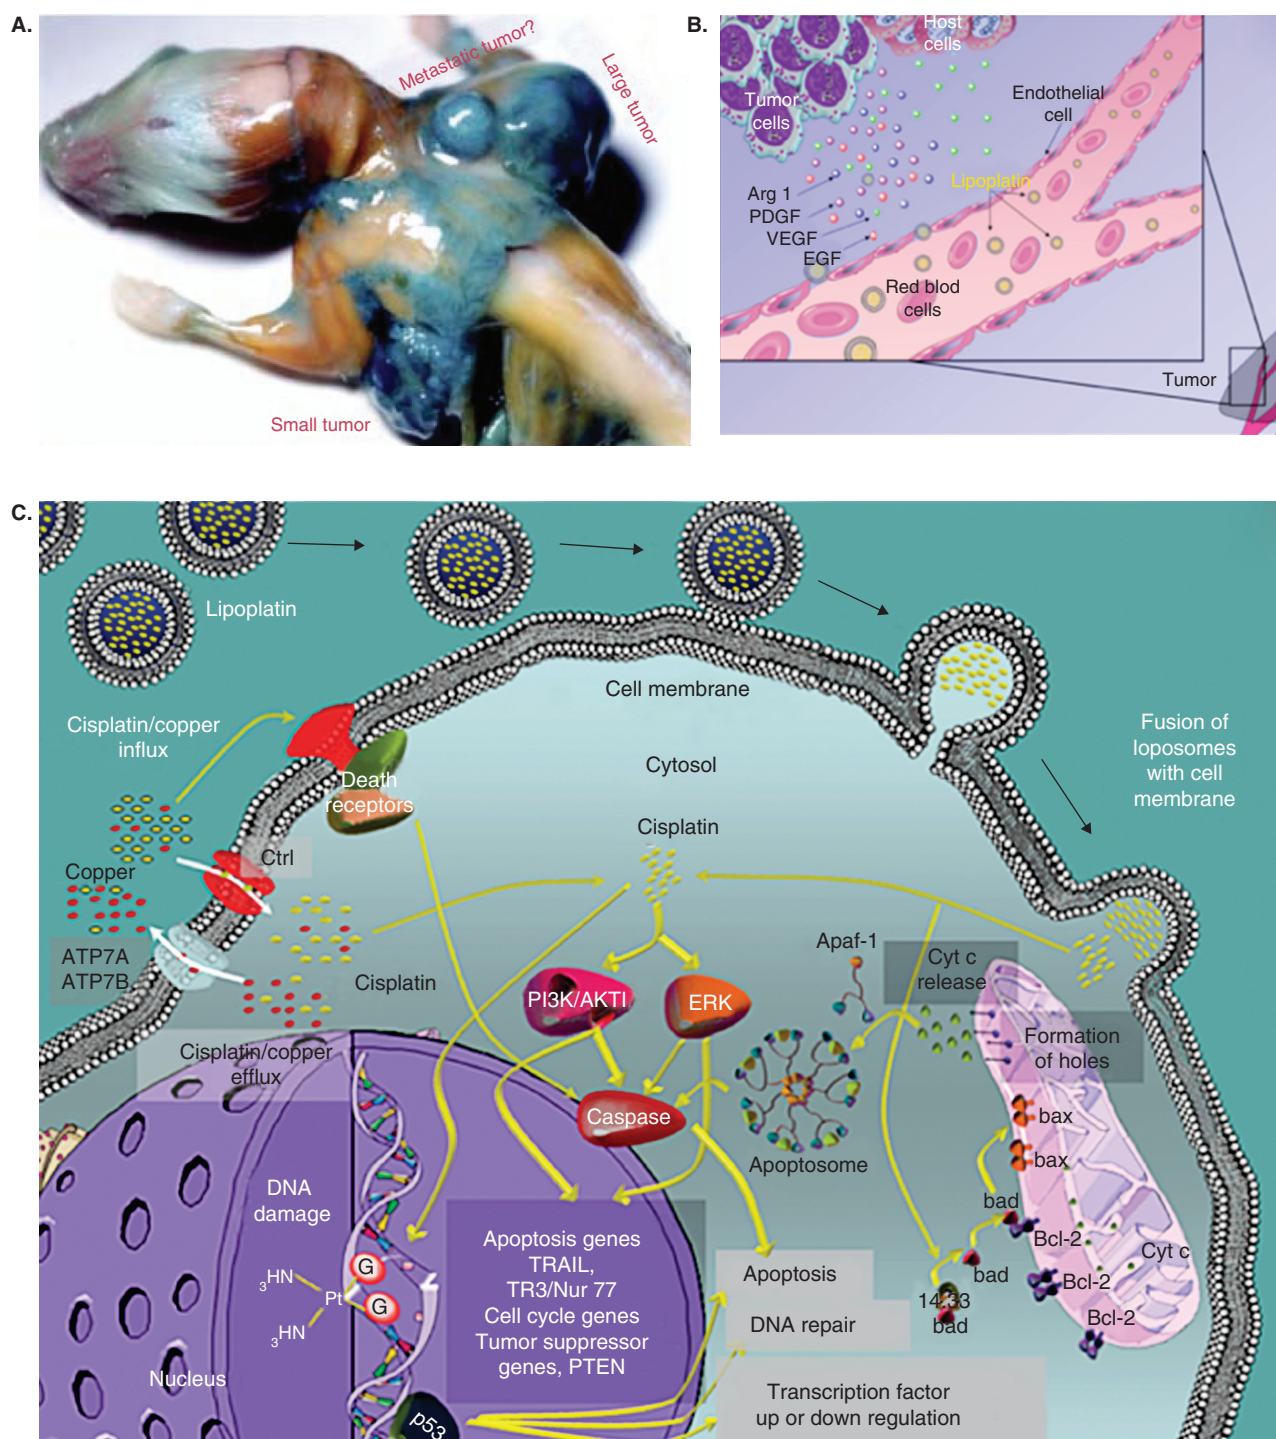 A.
Metastatic tumor?
Large tumor
Small tumor
B.
Host
cells
Tumor
cells
Endothelial
cell
Lipoplatin
Arg 1
PDGF
VEGF
EGF
Red blod
cells
Tumor
C.
Lipoplatin
Cell membrane
Cisplatin/copper
influx
Fusion of
loposomes
with cell
membrane
Death
receptors
Cytosol
Cisplatin
Ctrl
Copper
ATP7A
ATP7B
Cisplatin
Apaf-1
Cyt c
release
PI3K/AKTI
ERK
Formation
of holes
Cisplatin/copper
efflux
Caspase
bax
bax
Apoptosome
DNA
damage
bad
Bcl-2
Cyt c
Apoptosis genes
TRAIL,
TR3/Nur 77
Cell cycle genes
Tumor suppressor
genes, PTEN
G
3HN
Pt
G
3HN
Apoptosis
bad
Bcl-2
14.33
bad
Bcl-2
DNA repair
Nucleus
p53
Transcription factor
up or down regulation